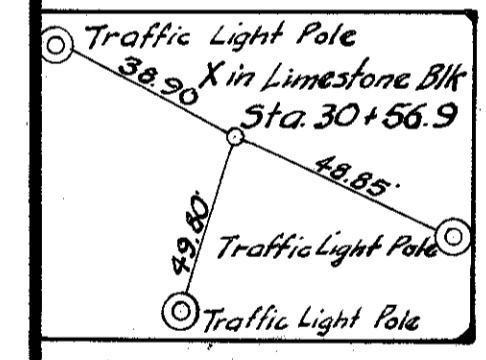 Traffic Light Pole
38.90
X in Limestone Blk
Sta. 30+56.9
48.85'
49.80'
Traffic Light Pole
Traffic Light Pole